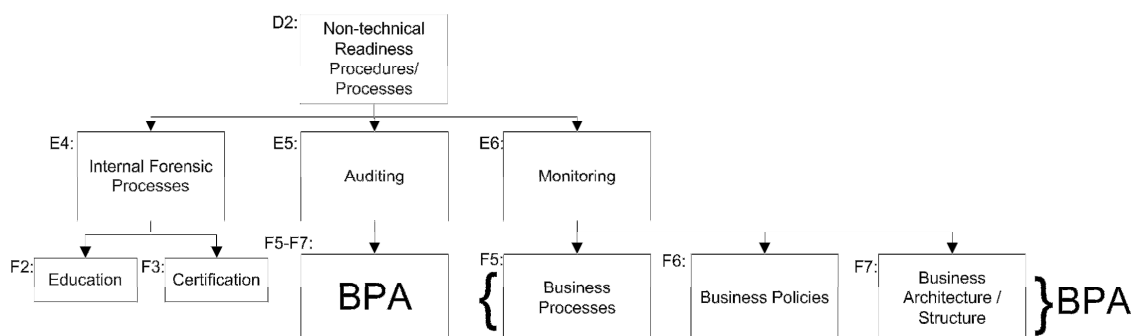 D2:
Non-technical
Readiness
Procedures/
Processes
E4:
Internal Forensic
Processes
E5:
Auditing
E6:
Monitoring
F2:
Education
F3:
Certification
F5-F7:
BPA
F5:
{
Business
Processes
F6:
Business Policies
F7:
Business
Architecture /
Structure
}BPA